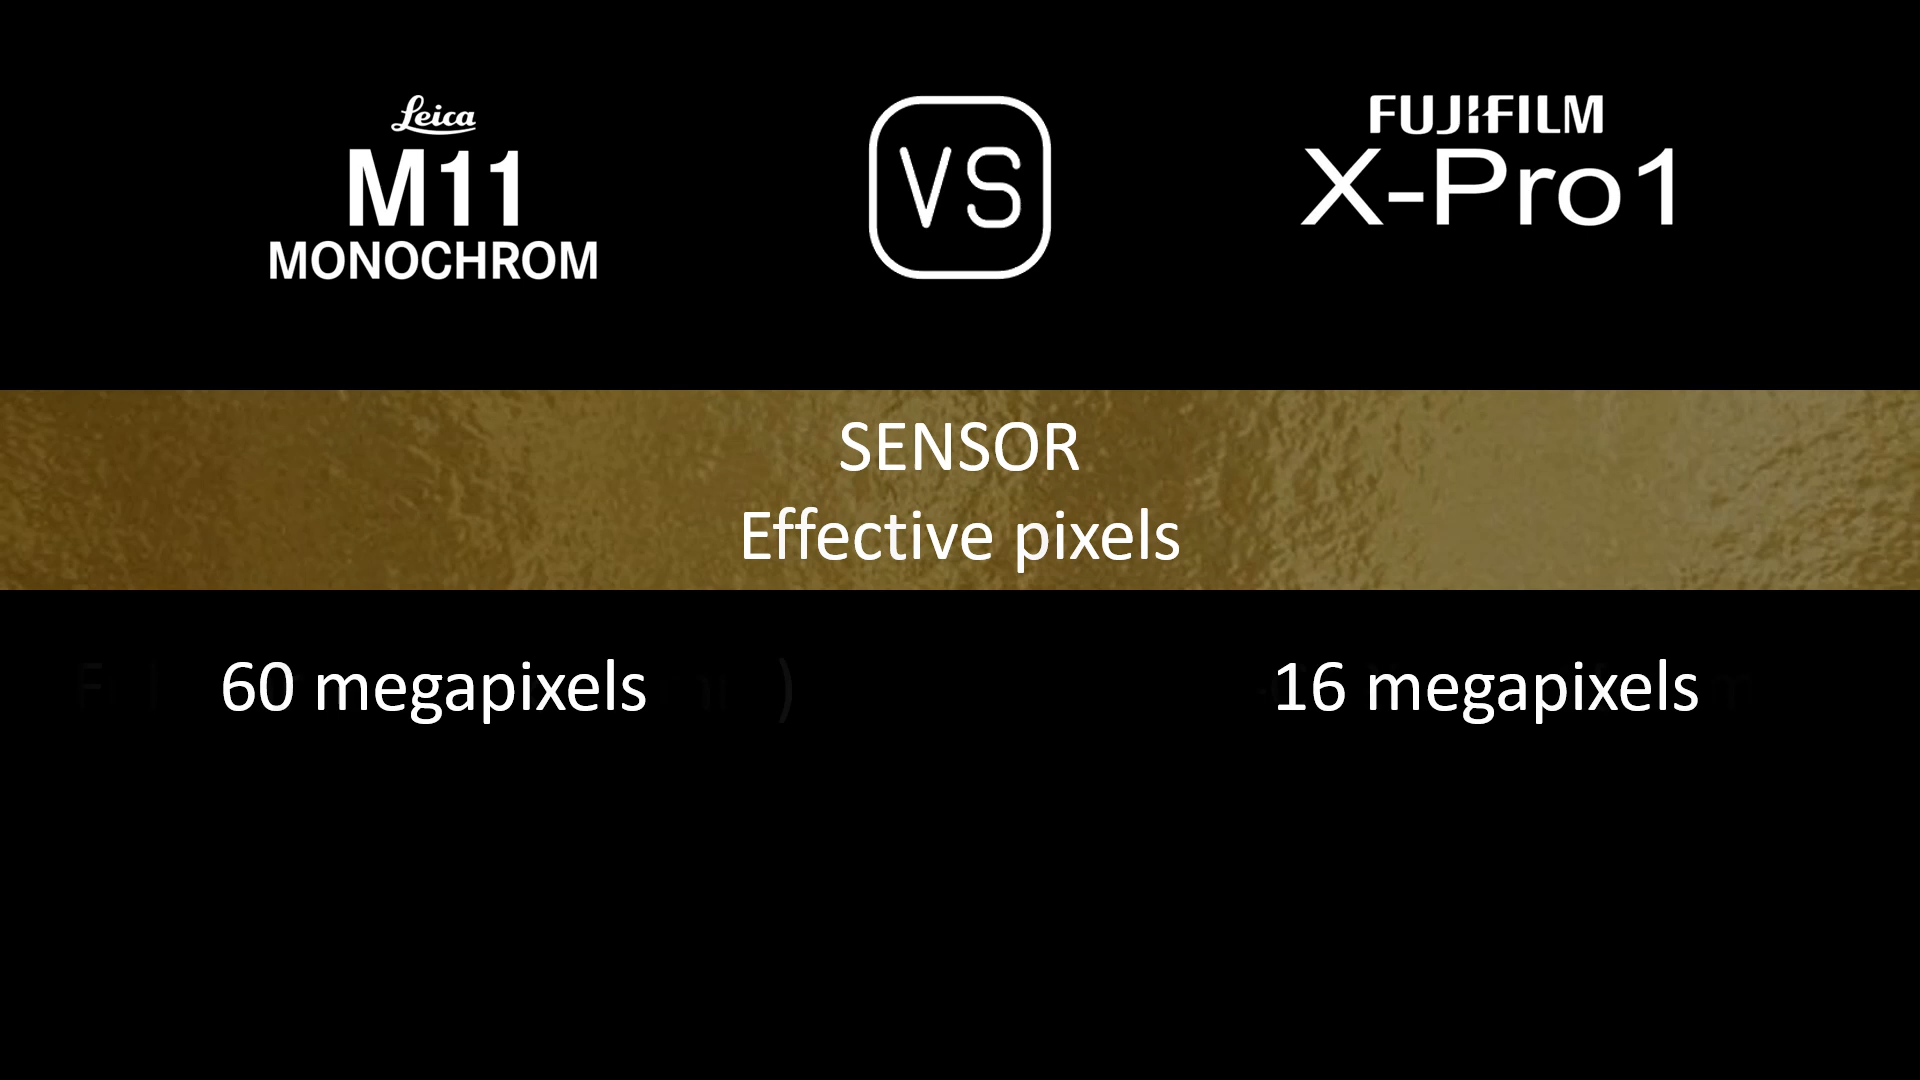 Leica
M11
MONOCHROM
VS
FUJIFILM
X-Pro1
SENSOR
Effective pixels
60 megapixels
16 megapixels